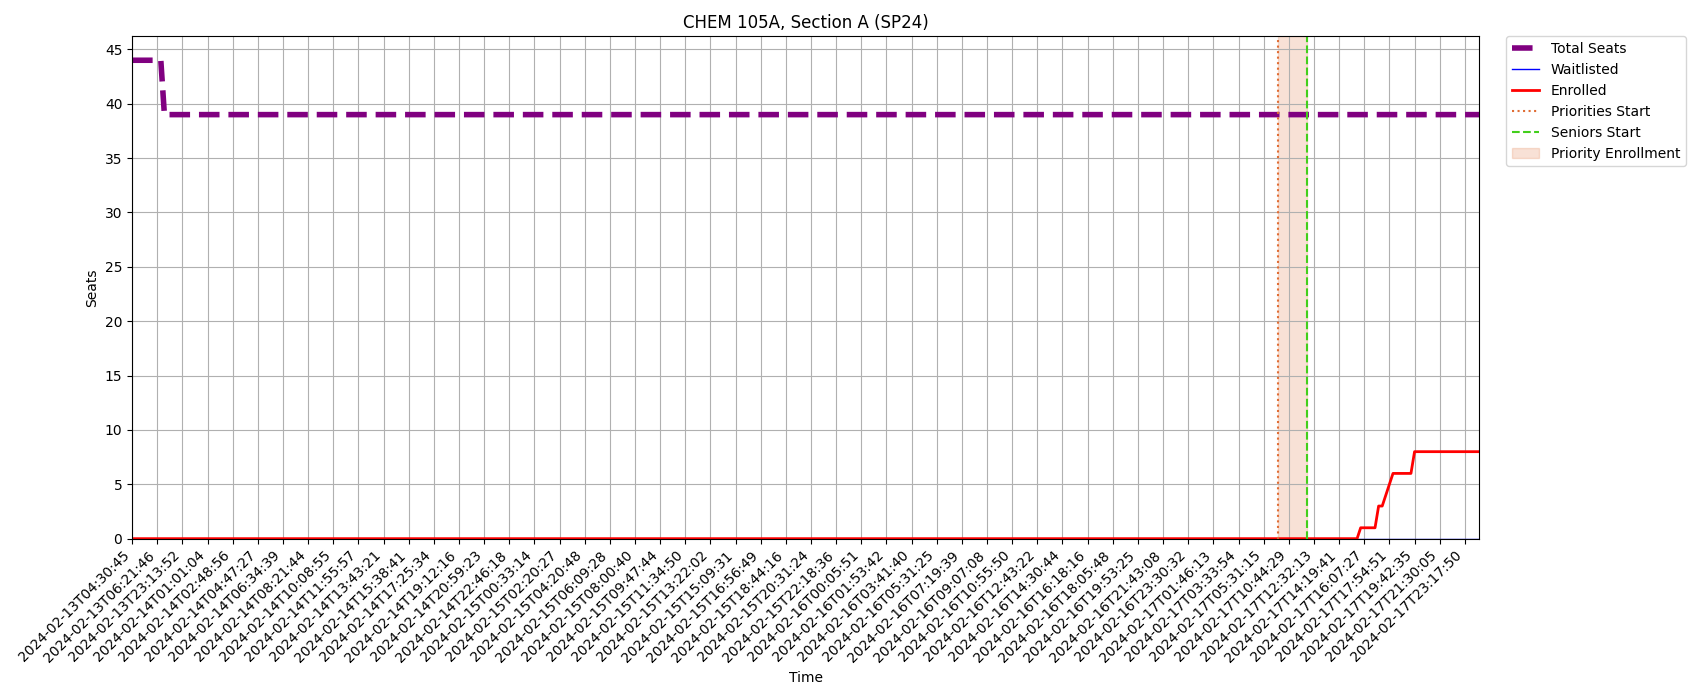 CHEM 105A, Section A (SP24)
Total Seats
Waitlisted
Enrolled
Priorities Start
Seniors Start
Priority Enrollment
Seats
45
40
35
30
25
20
15
10
5
0
2024-02-13T04:30:45
2024-02-13T06:21:46
2024-02-13T23:13:52
2024-02-14T01:01:04
2024-02-14T02:48:56
2024-02-14T04:47:27
2024-02-14T06:34:39
2024-02-14T08:21:44
2024-02-14T10:08:55
2024-02-14T11:55:57
2024-02-14T13:43:21
2024-02-14T15:38:41
2024-02-14T17:25:34
2024-02-14T19:12:16
2024-02-14T20:59:23
2024-02-14T22:46:18
2024-02-15T00:33:14
2024-02-15T02:20:27
2024-02-15T04:20:48
2024-02-15T06:09:28
2024-02-15T08:00:40
2024-02-15T09:47:44
2024-02-15T11:34:50
2024-02-15T13:22:02
2024-02-15T15:09:31
2024-02-15T16:56:49
2024-02-15T18:44:16
2024-02-15T20:31:24
2024-02-15T22:18:36
2024-02-16T00:05:51
2024-02-16T01:53:42
2024-02-16T03:41:40
2024-02-16T05:31:25
2024-02-16T07:19:39
2024-02-16T09:07:08
2024-02-16T10:55:50
2024-02-16T12:43:22
2024-02-16T14:30:44
2024-02-16T16:18:16
2024-02-16T18:05:48
2024-02-16T19:53:25
2024-02-16T21:43:08
2024-02-16T23:30:32
2024-02-17T01:46:13
2024-02-17T03:33:54
2024-02-17T05:31:15
2024-02-17T10:44:29
2024-02-17T12:32:13
2024-02-17T14:19:41
2024-02-17T16:07:27
2024-02-17T17:54:51
2024-02-17T19:42:35
2024-02-17T21:30:05
2024-02-17T23:17:50
Time